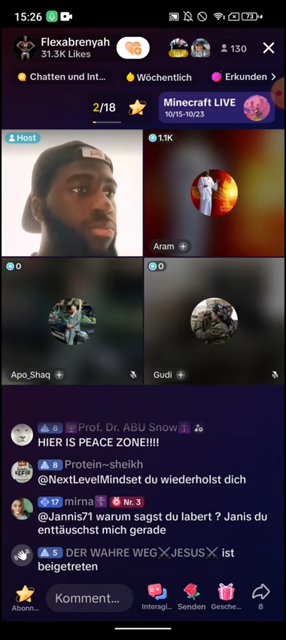 15:26
73
Flexabrenyah
31.3K Likes
130
Chatten und Int...
Wöchentlich
Erkunden
2/18
Minecraft LIVE
10/15-10/23
Host
1.1K
Aram
0
0
Apo_Shaq
Gudi
8 Prof. Dr. ABU Snow
HIER IS PEACE ZONE!!!!
8 Protein~sheikh
@NextLevelMindset du wiederholst dich
17 mirna Nr. 3
@Jannis71 warum sagst du labert ? Janis du
enttäuschst mich gerade
5 DER WAHRE WEG⚔JESUS⚔ ist
beigetreten
Abonn...
Komment...
Interagi...
Senden
Gesche...
8